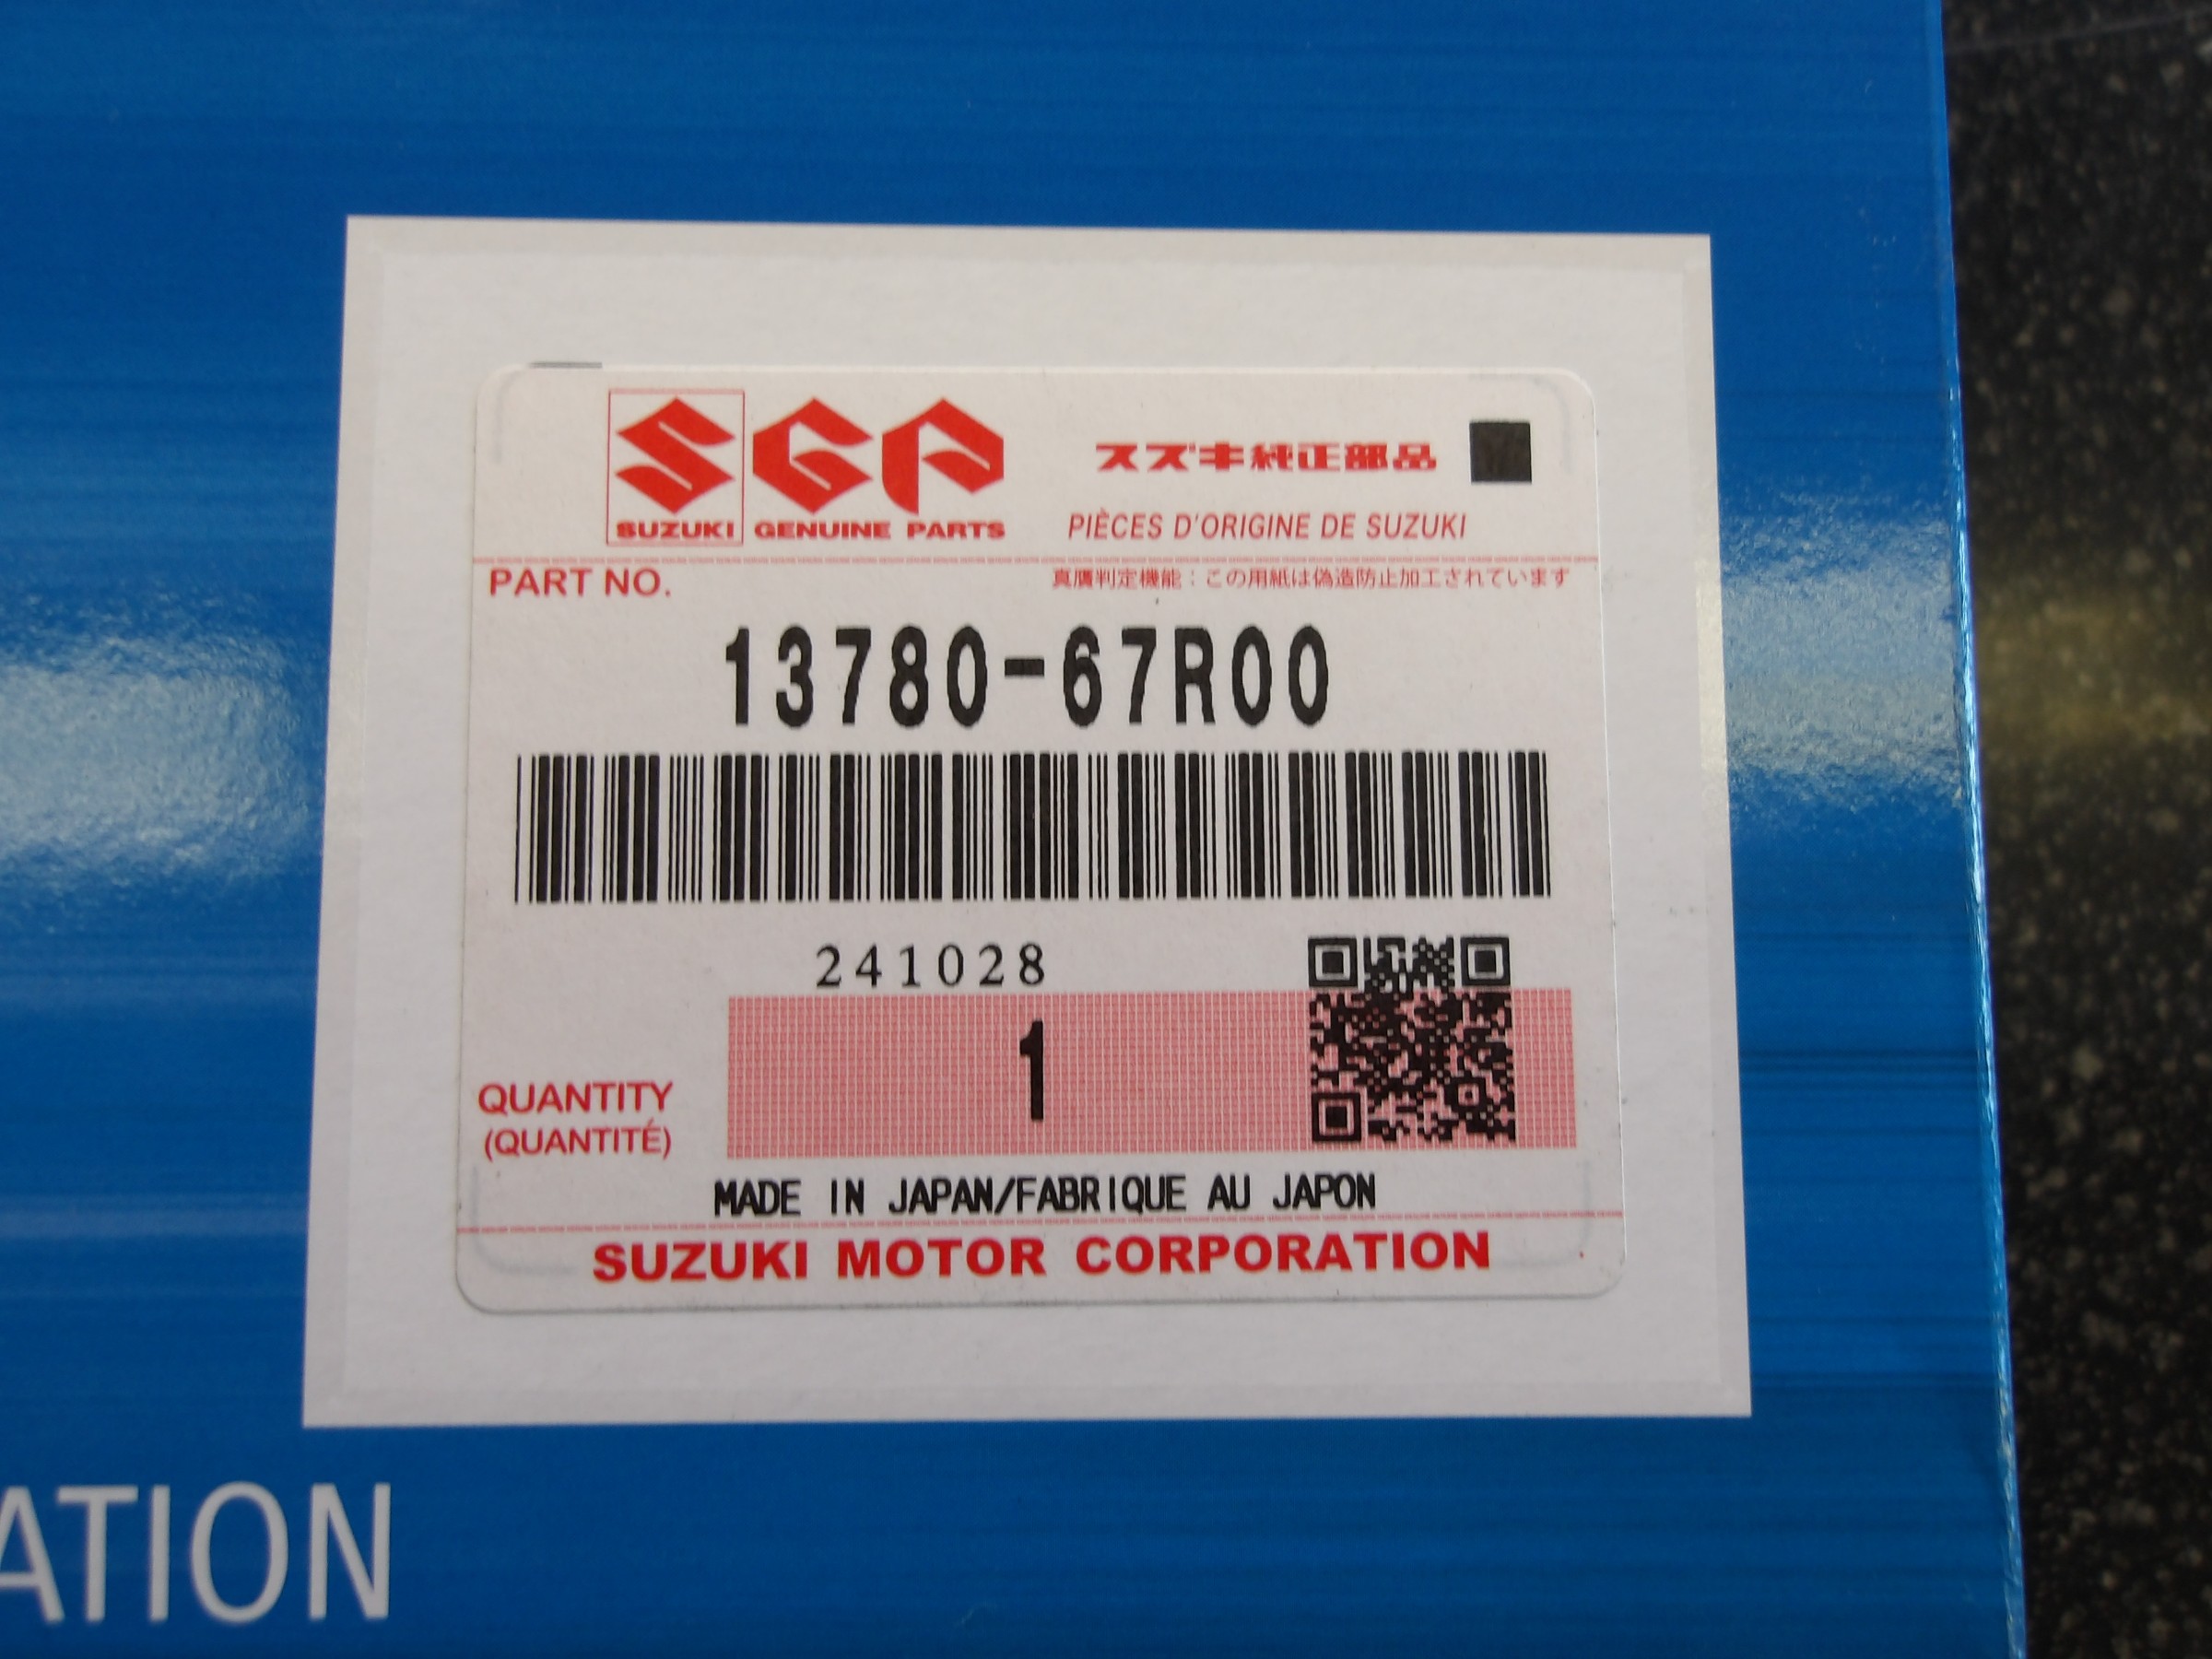 SUZUKI GENUINE PARTS
スズキ純正部品
PIÈCES D'ORIGINE DE SUZUKI
PART NO.
真贋判定機能：この用紙は偽造防止加工されています
13780-67R00
241028
1
QUANTITY
(QUANTITÉ)
MADE IN JAPAN/FABRIQUE AU JAPON
SUZUKI MOTOR CORPORATION
ATION